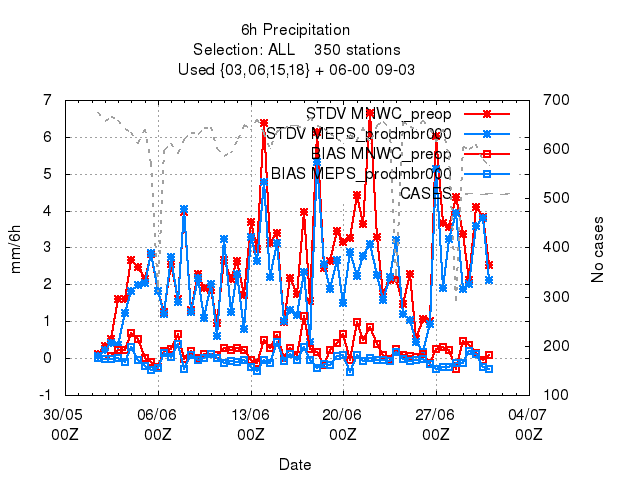 6h Precipitation
Selection: ALL    350 stations
Used {03,06,15,18} + 06-00 09-03
7
6
5
4
3
2
1
0
-1
700
600
500
400
300
200
100
mm/6h
No cases
STDV MNWC_preop
STDV MEPS_prodmbr000
BIAS MNWC_preop
BIAS MEPS_prodmbr000
CASES
30/05 06/06 13/06 20/06 27/06 04/07
00Z 00Z 00Z 00Z 00Z 00Z
Date